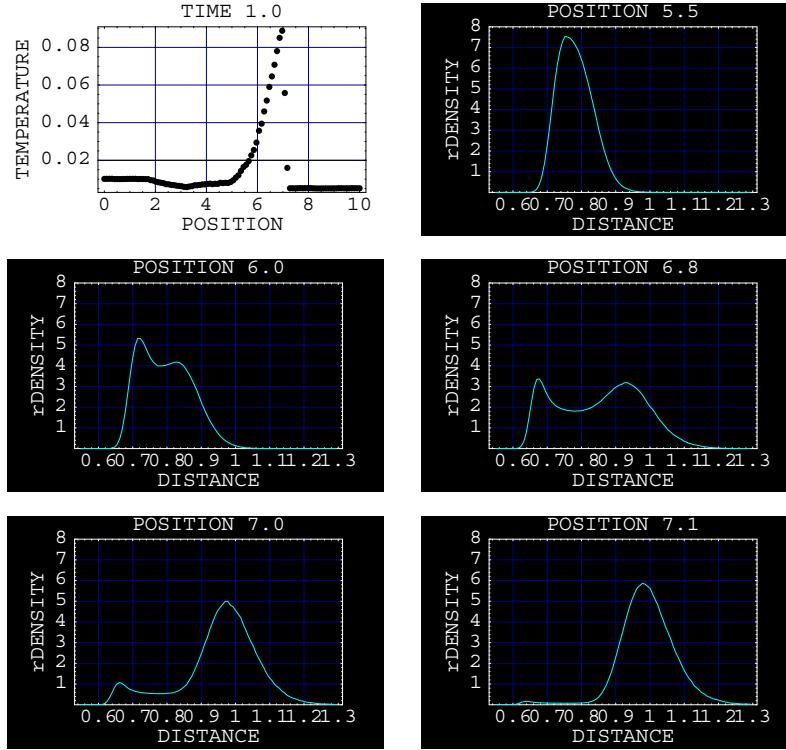 TIME 1.0
TEMPERATURE
0.08
0.06
0.04
0.02
0 2 4 6 8 10
POSITION
POSITION 5.5
rDENSITY
8
7
6
5
4
3
2
1
0.60.70.80.9 1 1.11.21.3
DISTANCE
POSITION 6.0
rDENSITY
8
7
6
5
4
3
2
1
0.60.70.80.9 1 1.11.21.3
DISTANCE
POSITION 6.8
rDENSITY
8
7
6
5
4
3
2
1
0.60.70.80.9 1 1.11.21.3
DISTANCE
POSITION 7.0
rDENSITY
8
7
6
5
4
3
2
1
0.60.70.80.9 1 1.11.21.3
DISTANCE
POSITION 7.1
rDENSITY
8
7
6
5
4
3
2
1
0.60.70.80.9 1 1.11.21.3
DISTANCE